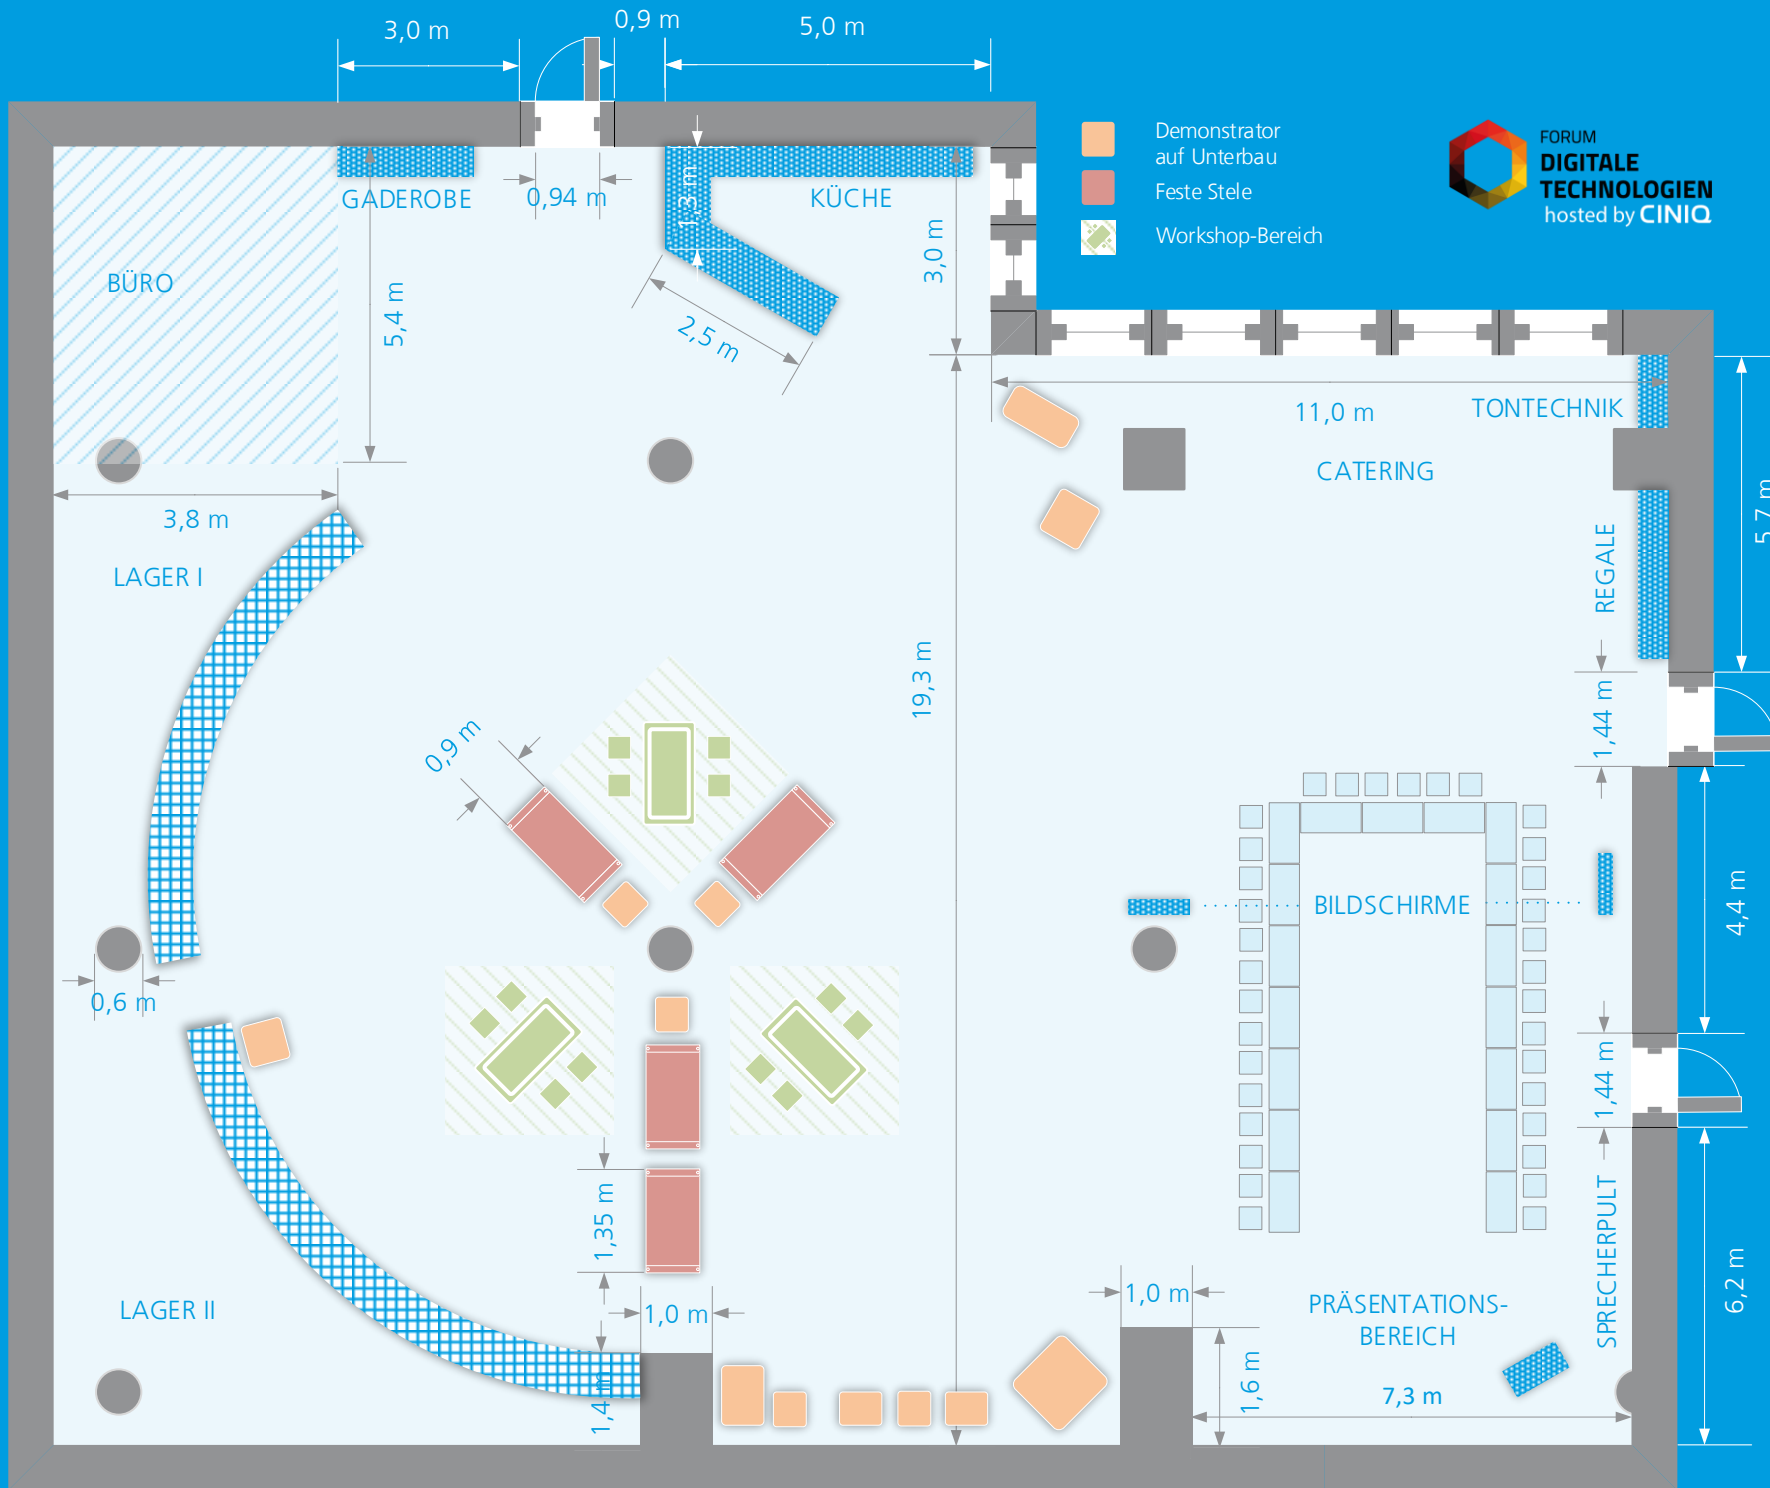 3,0 m
0,9 m
5,0 m
Demonstrator
auf Unterbau
Feste Stele
Workshop-Bereich
FORUM
DIGITALE
TECHNOLOGIEN
hosted by CINIQ
GADEROBE
0,94 m
1,3 m
KÜCHE
3,0 m
BÜRO
5,4 m
2,5 m
11,0 m
TONTECHNIK
CATERING
3,8 m
5,7 m
LAGER I
REGALE
19,3 m
1,44 m
0,9 m
BILDSCHIRME
4,4 m
0,6 m
1,44 m
1,35 m
SPRECHERPULT
6,2 m
LAGER II
1,0 m
1,0 m
PRÄSENTATIONS-
BEREICH
1,4 m
1,6 m
7,3 m